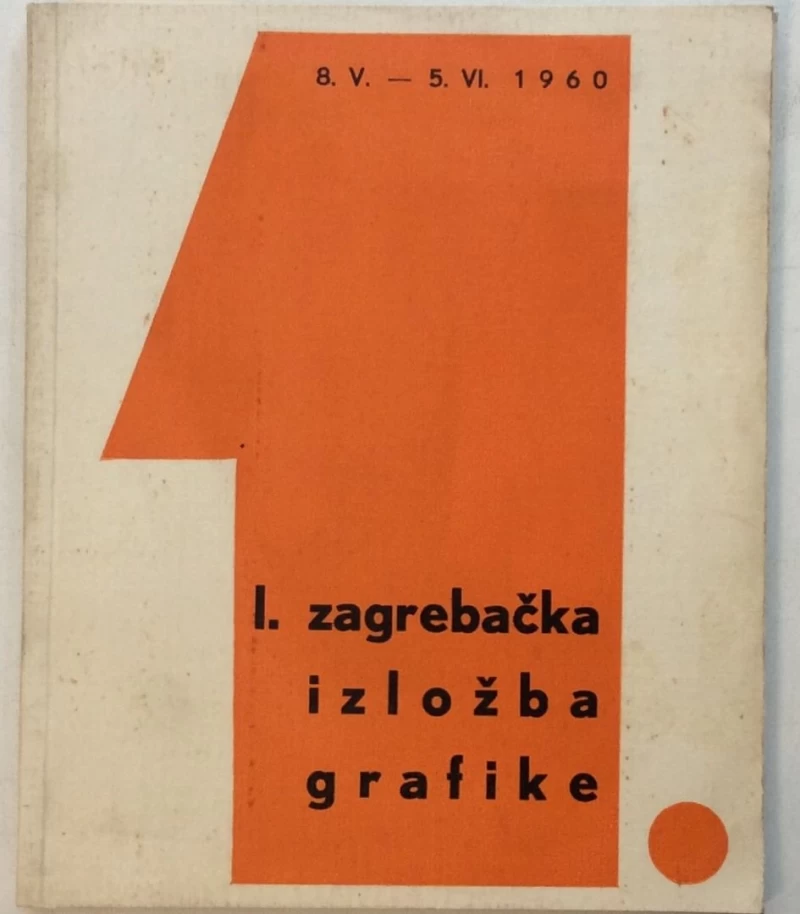 8. V. — 5. VI. 1960
I. zagrebačka
izložba
grafike